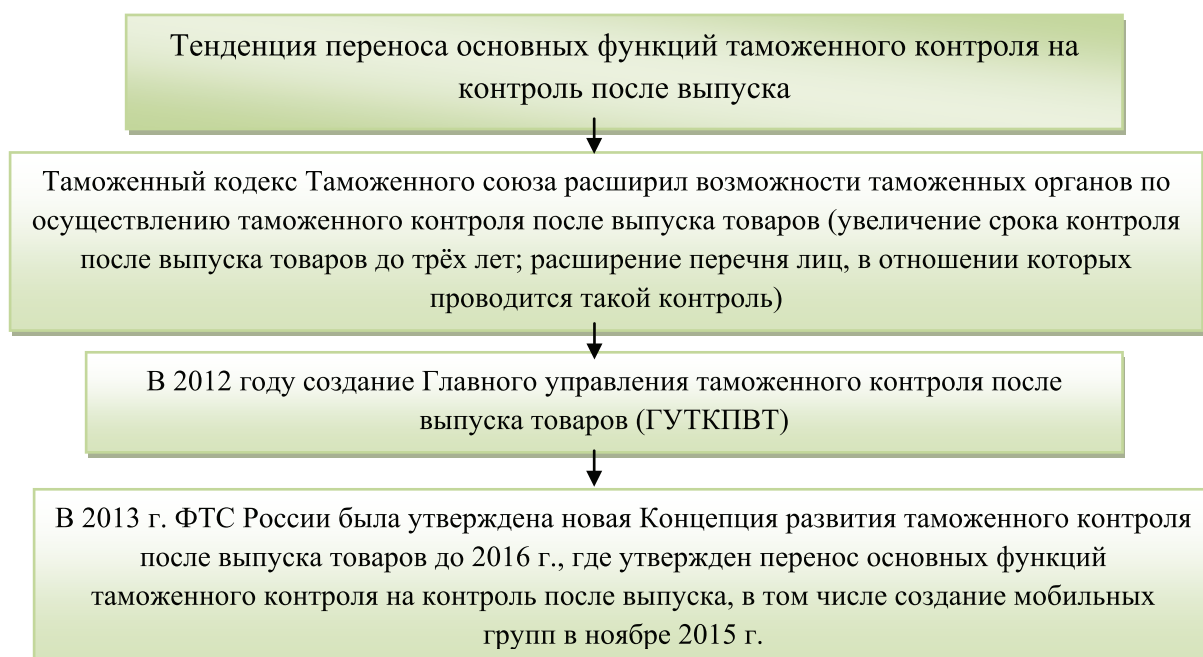 Тенденция переноса основных функций таможенного контроля на
контроль после выпуска
Таможенный кодекс Таможенного союза расширил возможности таможенных органов по
осуществлению таможенного контроля после выпуска товаров (увеличение срока контроля
после выпуска товаров до трёх лет; расширение перечня лиц, в отношении которых
проводится такой контроль)
В 2012 году создание Главного управления таможенного контроля после
выпуска товаров (ГУТКПВТ)
В 2013 г. ФТС России была утверждена новая Концепция развития таможенного контроля
после выпуска товаров до 2016 г., где утвержден перенос основных функций
таможенного контроля на контроль после выпуска, в том числе создание мобильных
групп в ноябре 2015 г.